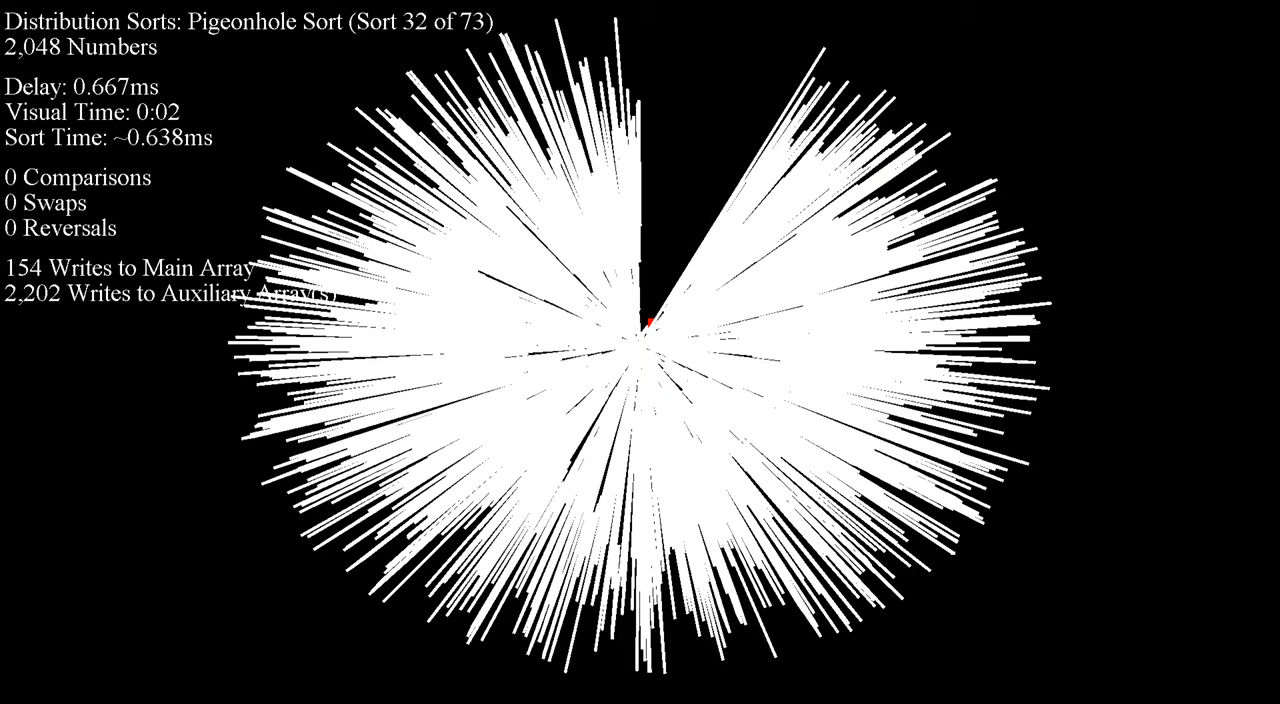 Distribution Sorts: Pigeonhole Sort (Sort 32 of 73)
2,048 Numbers
Delay: 0.667ms
Visual Time: 0:02
Sort Time: ~0.638ms
0 Comparisons
0 Swaps
0 Reversals
154 Writes to Main Array
2,202 Writes to Auxiliary Array(s)